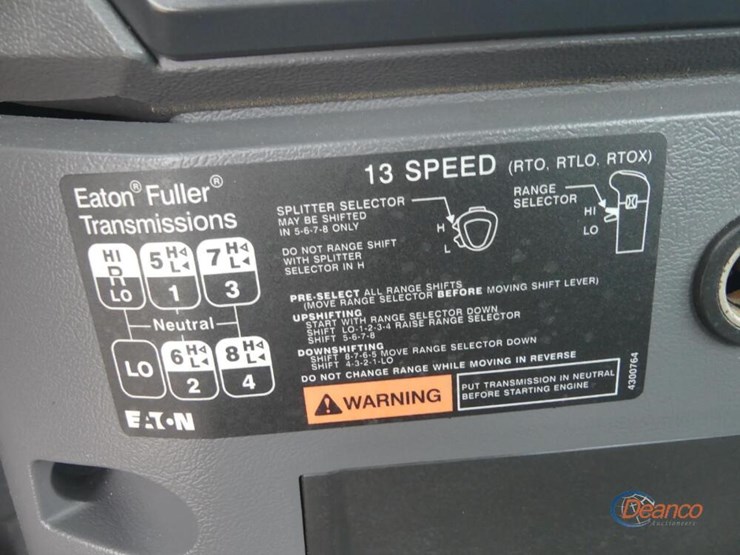 13 SPEED (RTO, RTLO, RTOX)
Eaton® Fuller®
Transmissions
HI
R
LO
5 H L
1
7 H L
3
Neutral
LO
6 H L
2
8 H L
4
EATON
SPLITTER SELECTOR
MAY BE SHIFTED
IN 5-6-7-8 ONLY
H
L
RANGE
SELECTOR
HI
LO
DO NOT RANGE SHIFT
WITH SPLITTER
SELECTOR IN H
PRE-SELECT ALL RANGE SHIFTS
(MOVE RANGE SELECTOR BEFORE MOVING SHIFT LEVER)
UPSHIFTING
START WITH RANGE SELECTOR DOWN
SHIFT LO-1-2-3-4 RAISE RANGE SELECTOR
SHIFT 5-6-7-8
DOWNSHIFTING
SHIFT 8-7-6-5 MOVE RANGE SELECTOR DOWN
SHIFT 4-3-2-1-LO
DO NOT CHANGE RANGE WHILE MOVING IN REVERSE
WARNING
PUT TRANSMISSION IN NEUTRAL
BEFORE STARTING ENGINE
4300764
Deanco
Auctioneers